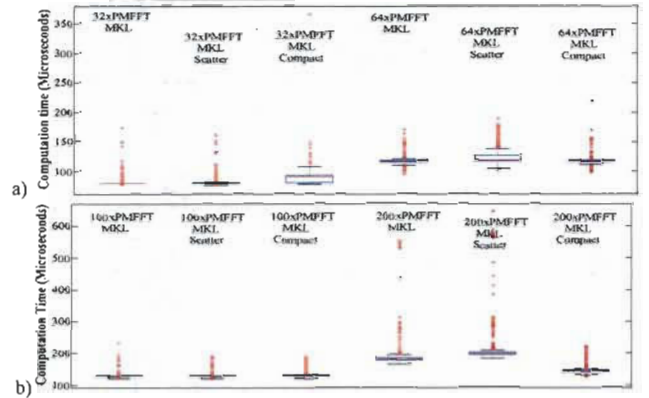 32xPMFFT
MKL
32xPMFFT
MKL
Scatter
32xPMFFT
MKL
Compact
64xPMFFT
MKL
64xPMFFT
MKL
Scatter
64xPMFFT
MKL
Compact
Computation time (Microseconds)
350
300
250
200
150
100
a)
100xPMFFT
MKL
100xPMFFT
MKL
Scatter
100xPMFFT
MKL
Compact
200xPMFFT
MKL
200xPMFFT
MKL
Scatter
200xPMFFT
MKL
Compact
Computation Time (Microseconds)
600
500
400
300
200
100
b)